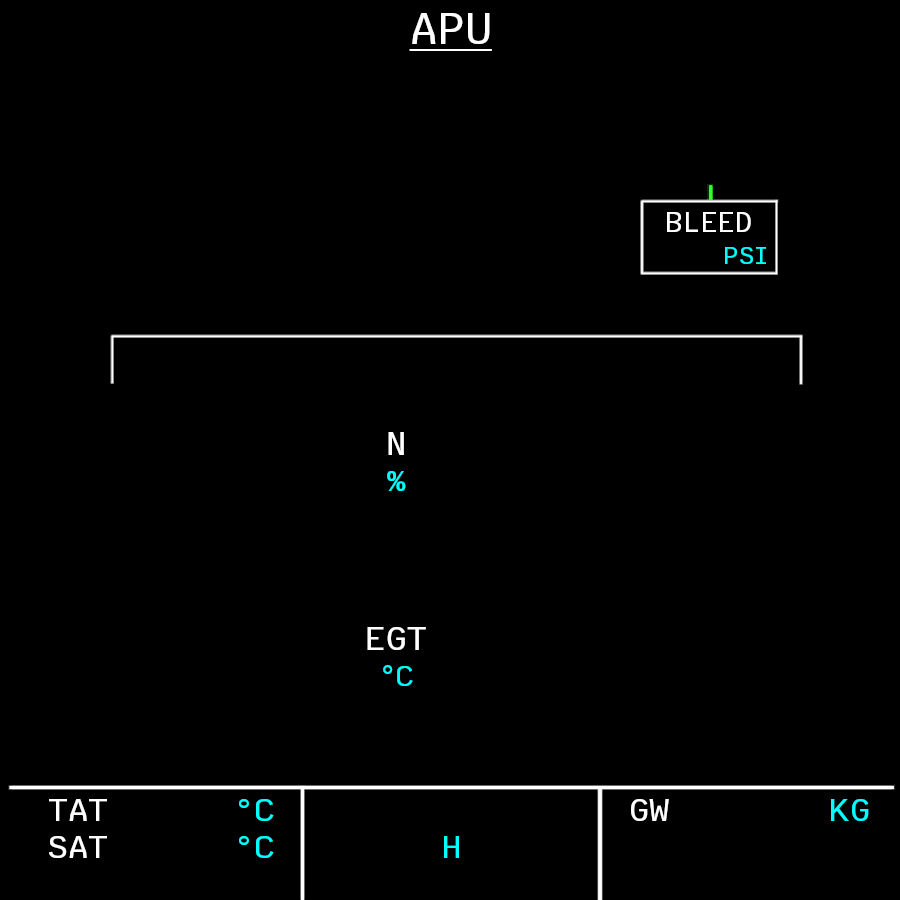 APU
BLEED
PSI
N
%
EGT
°C
TAT °C GW KG
SAT °C H